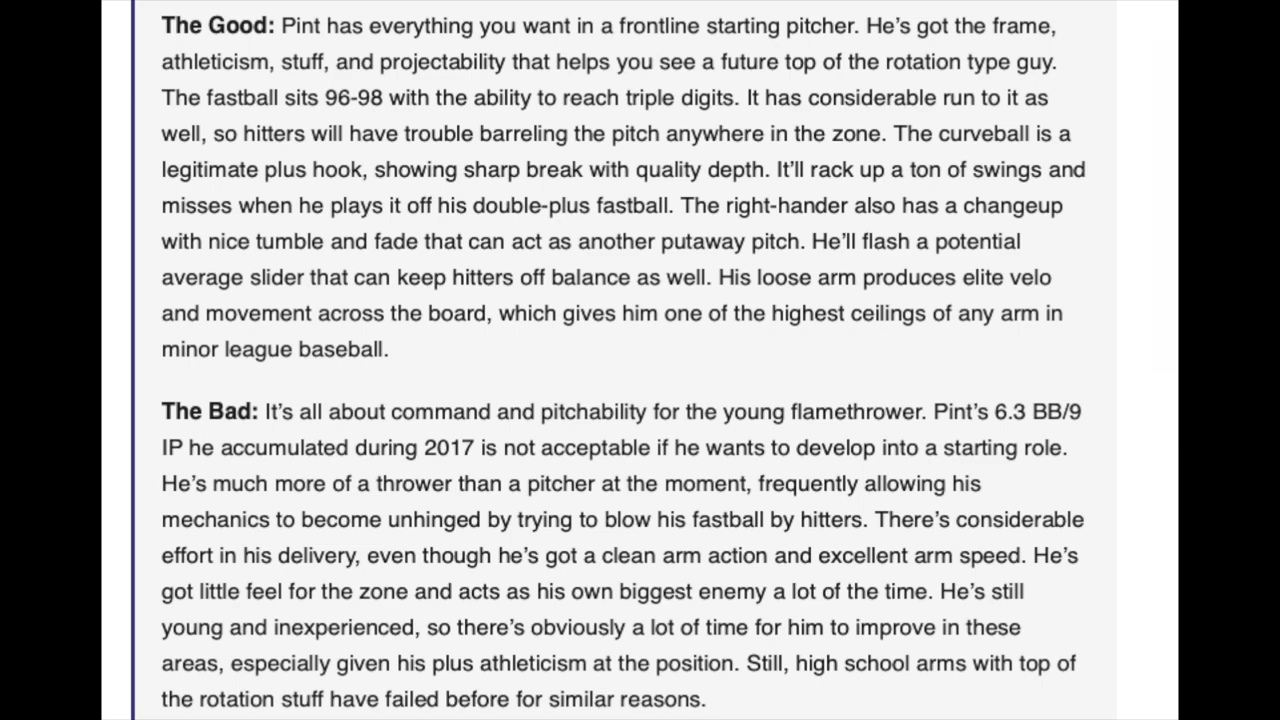 The Good: Pint has everything you want in a frontline starting pitcher. He’s got the frame,
athleticism, stuff, and projectability that helps you see a future top of the rotation type guy.
The fastball sits 96-98 with the ability to reach triple digits. It has considerable run to it as
well, so hitters will have trouble barreling the pitch anywhere in the zone. The curveball is a
legitimate plus hook, showing sharp break with quality depth. It’ll rack up a ton of swings and
misses when he plays it off his double-plus fastball. The right-hander also has a changeup
with nice tumble and fade that can act as another putaway pitch. He’ll flash a potential
average slider that can keep hitters off balance as well. His loose arm produces elite velo
and movement across the board, which gives him one of the highest ceilings of any arm in
minor league baseball.
The Bad: It’s all about command and pitchability for the young flamethrower. Pint’s 6.3 BB/9
IP he accumulated during 2017 is not acceptable if he wants to develop into a starting role.
He’s much more of a thrower than a pitcher at the moment, frequently allowing his
mechanics to become unhinged by trying to blow his fastball by hitters. There’s considerable
effort in his delivery, even though he’s got a clean arm action and excellent arm speed. He’s
got little feel for the zone and acts as his own biggest enemy a lot of the time. He’s still
young and inexperienced, so there’s obviously a lot of time for him to improve in these
areas, especially given his plus athleticism at the position. Still, high school arms with top of
the rotation stuff have failed before for similar reasons.